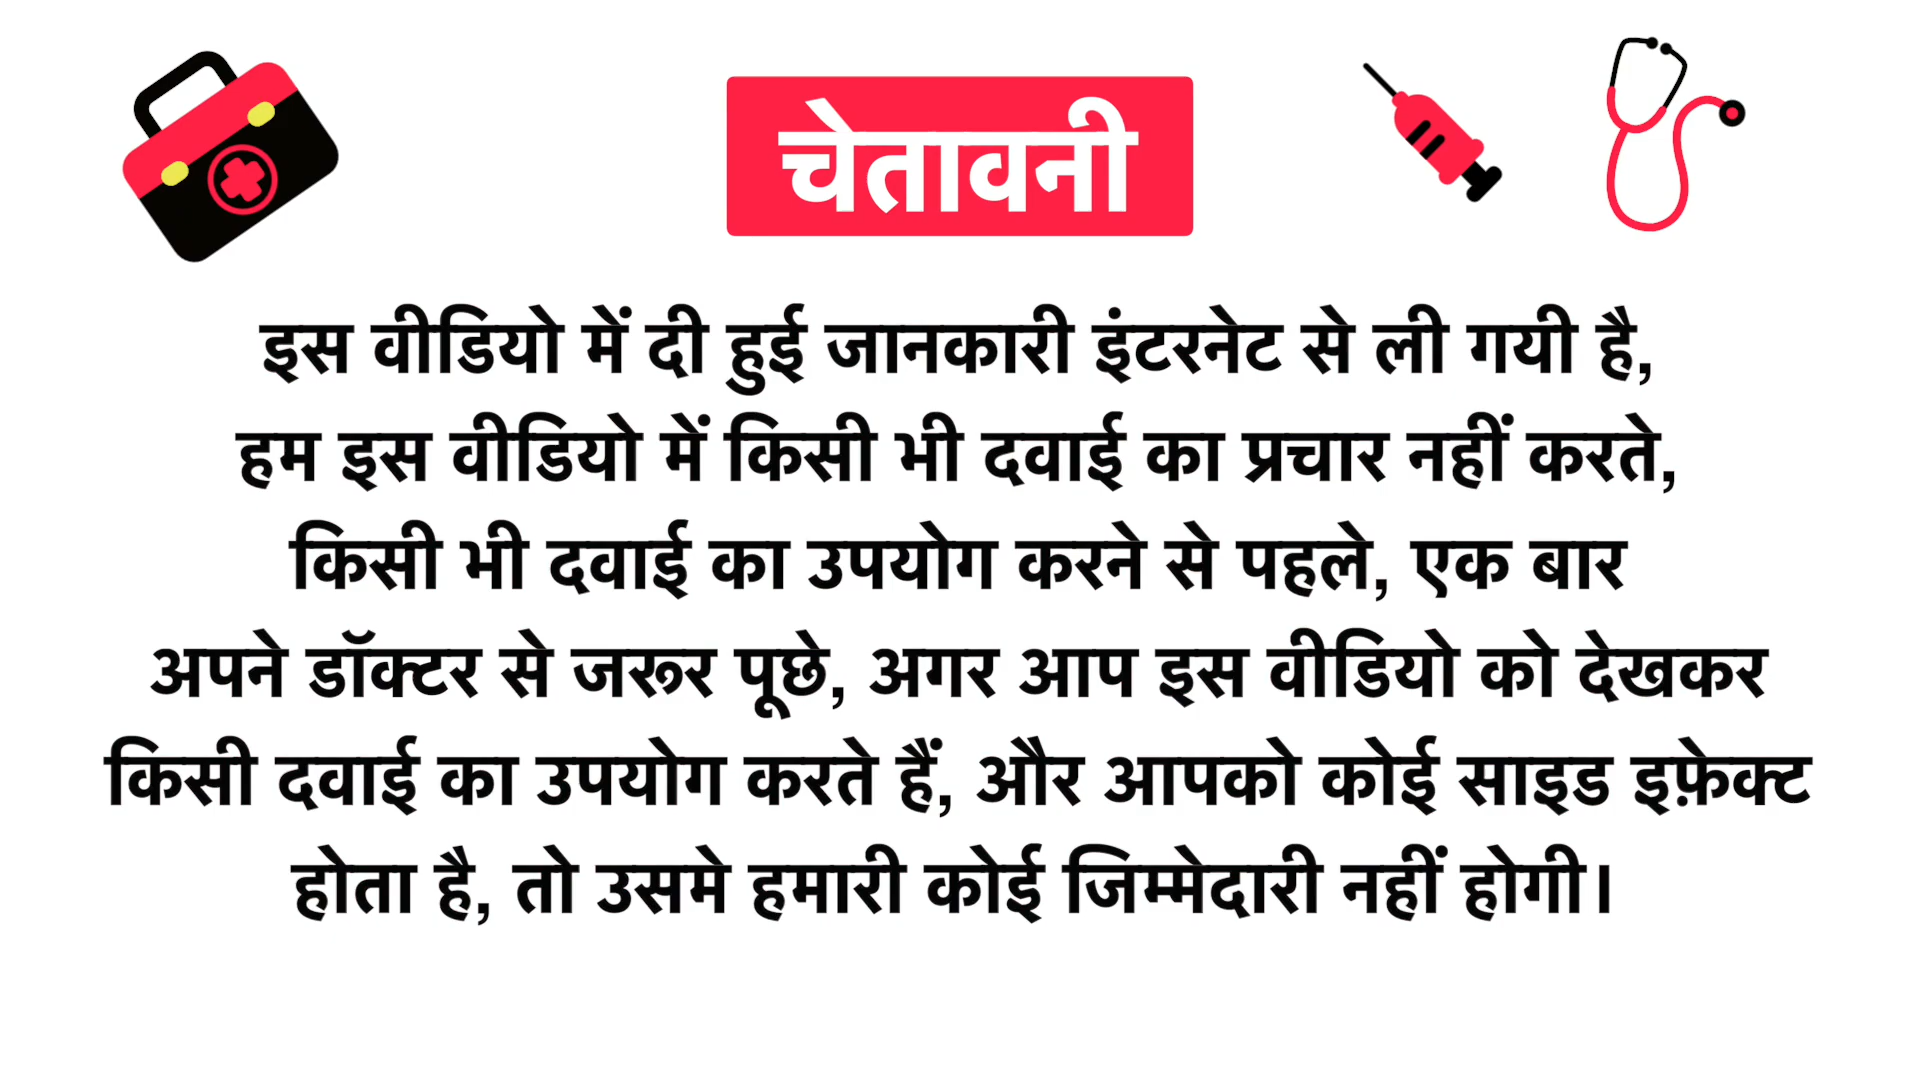 चेतावनी
इस वीडियो में दी हुई जानकारी इंटरनेट से ली गयी है,
हम इस वीडियो में किसी भी दवाई का प्रचार नहीं करते,
किसी भी दवाई का उपयोग करने से पहले, एक बार
अपने डॉक्टर से जरूर पूछे, अगर आप इस वीडियो को देखकर
किसी दवाई का उपयोग करते हैं, और आपको कोई साइड इफ़ेक्ट
होता है, तो उसमे हमारी कोई जिम्मेदारी नहीं होगी।